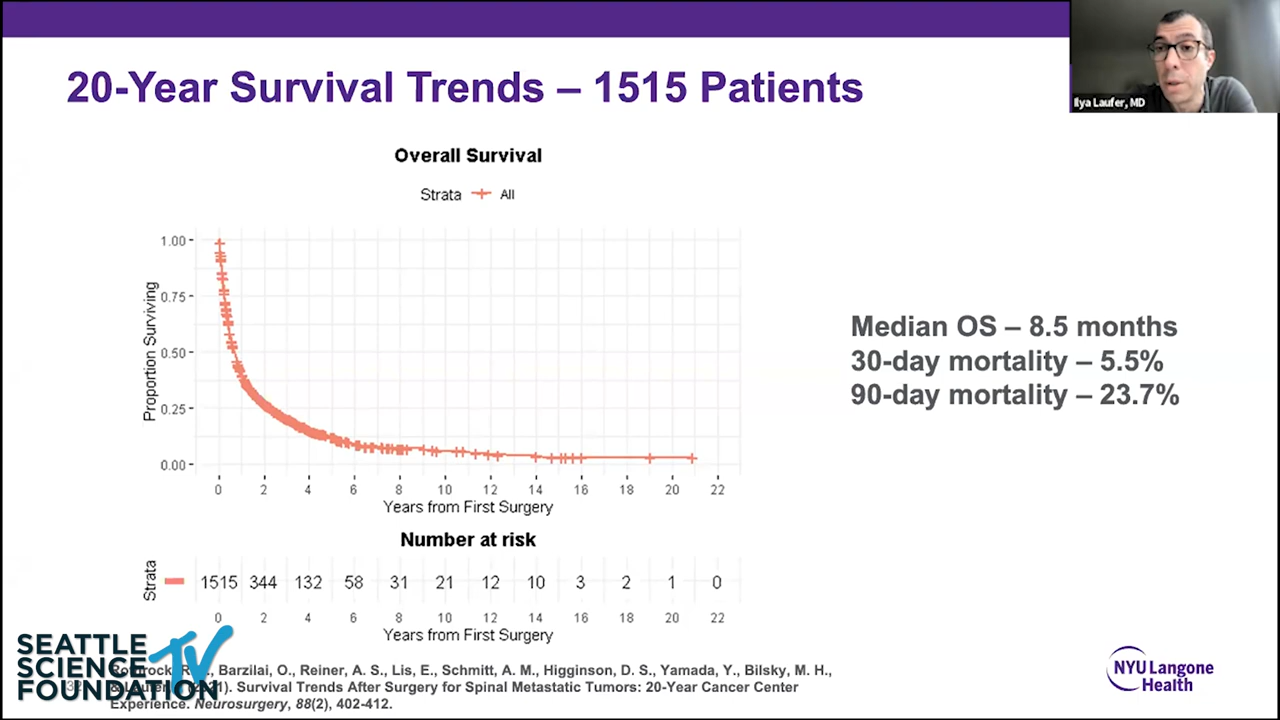 20-Year Survival Trends – 1515 Patients
Ilya Laufer, MD
Overall Survival
Strata All
Proportion Surviving
1.00
0.75
0.50
0.25
0.00
0 2 4 6 8 10 12 14 16 18 20 22
Years from First Surgery
Median OS – 8.5 months
30-day mortality – 5.5%
90-day mortality – 23.7%
Number at risk
Strata
1515 344 132 58 31 21 12 10 3 2 1 0
0 2 4 6 8 10 12 14 16 18 20 22
Years from First Surgery
SEATTLE
SCIENCE
FOUNDATION
TV
Barzilai, O., Reiner, A. S., Lis, E., Schmitt, A. M., Higginson, D. S., Yamada, Y., Bilsky, M. H.,
Survival Trends After Surgery for Spinal Metastatic Tumors: 20-Year Cancer Center
Experience. Neurosurgery, 88(2), 402-412.
NYU Langone
Health